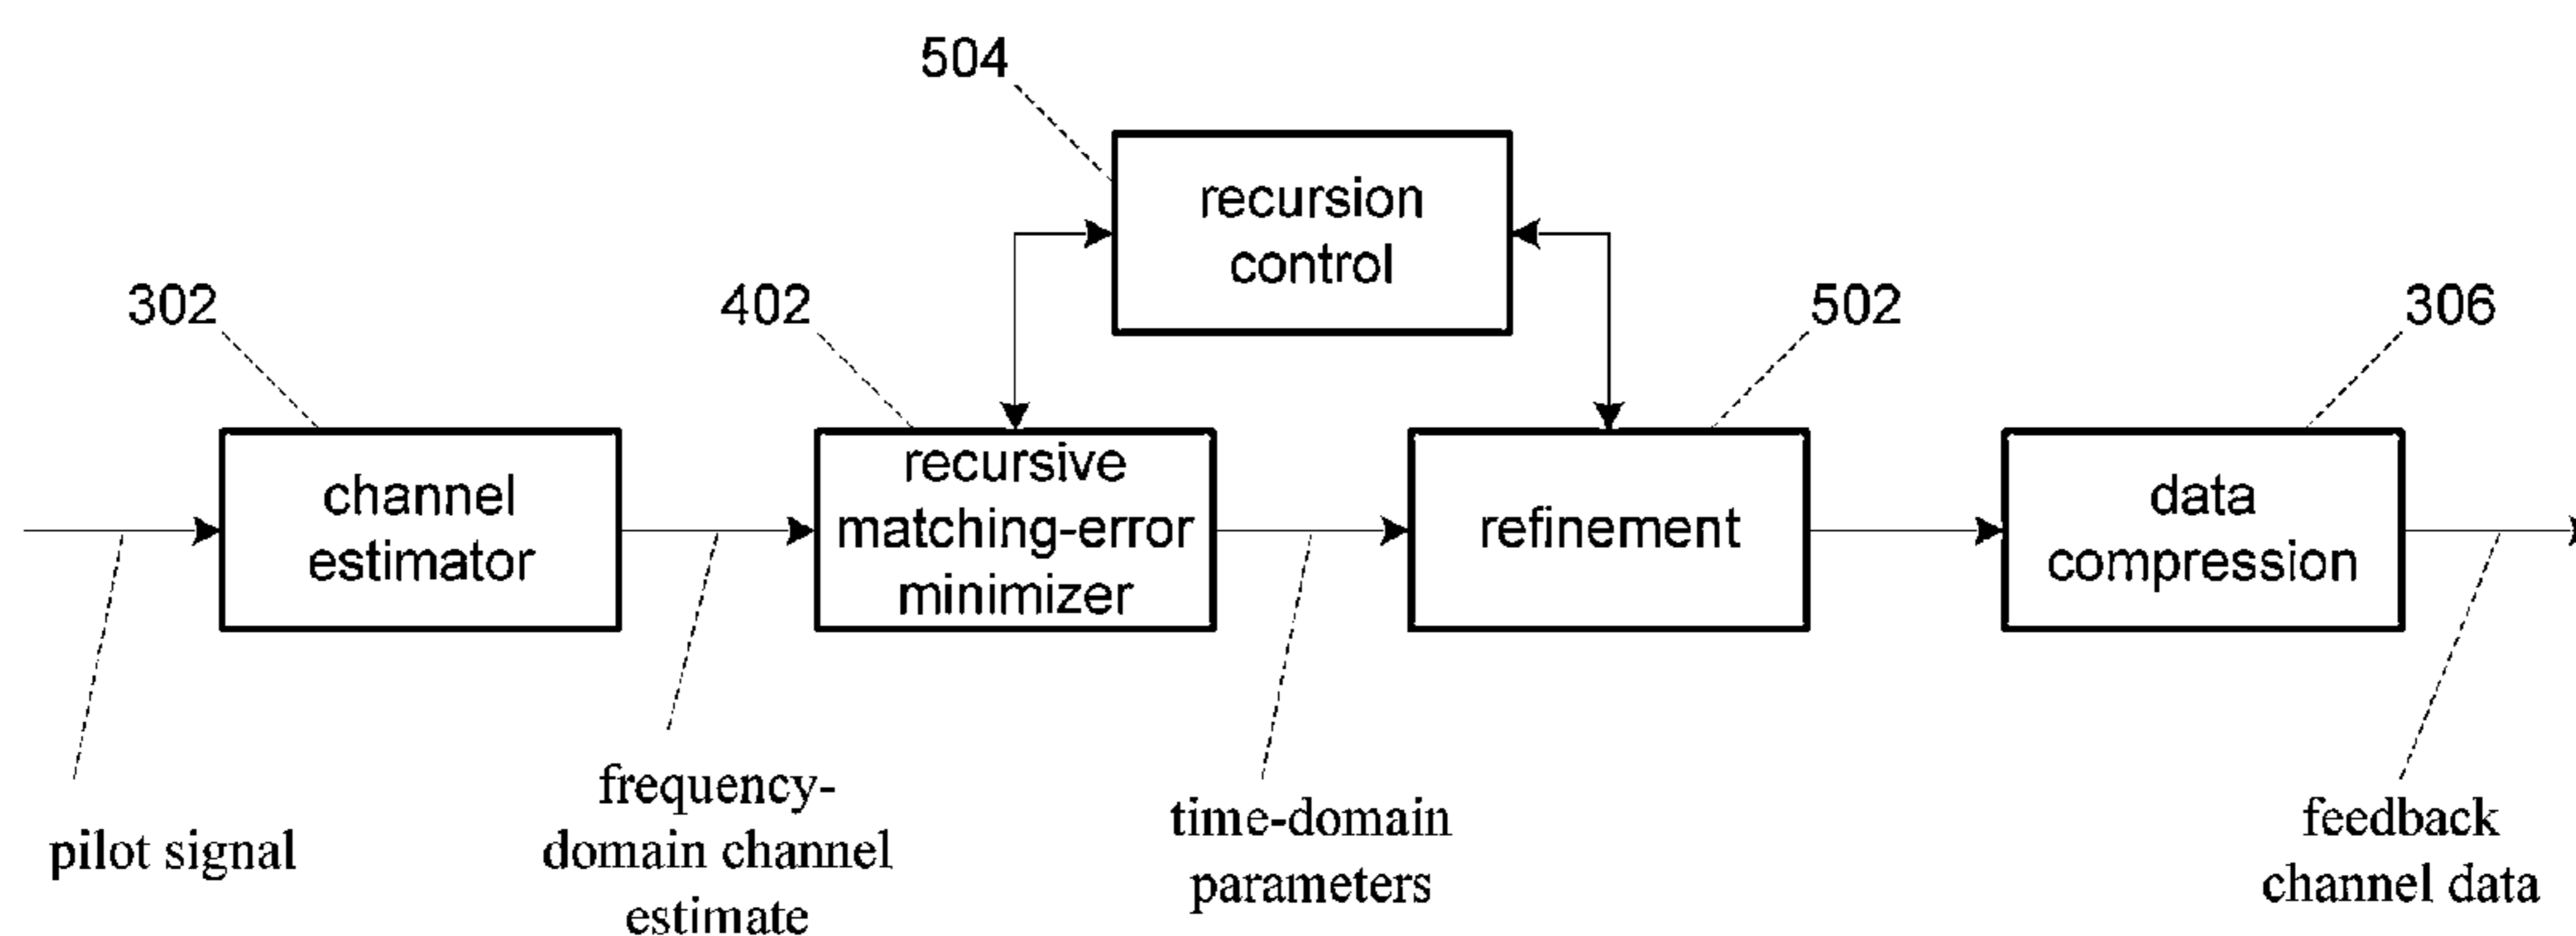 504
recursion
control
302
402
502
306
channel
estimator
recursive
matching-error
minimizer
refinement
data
compression
pilot signal
frequency-
domain channel
estimate
time-domain
parameters
feedback
channel data